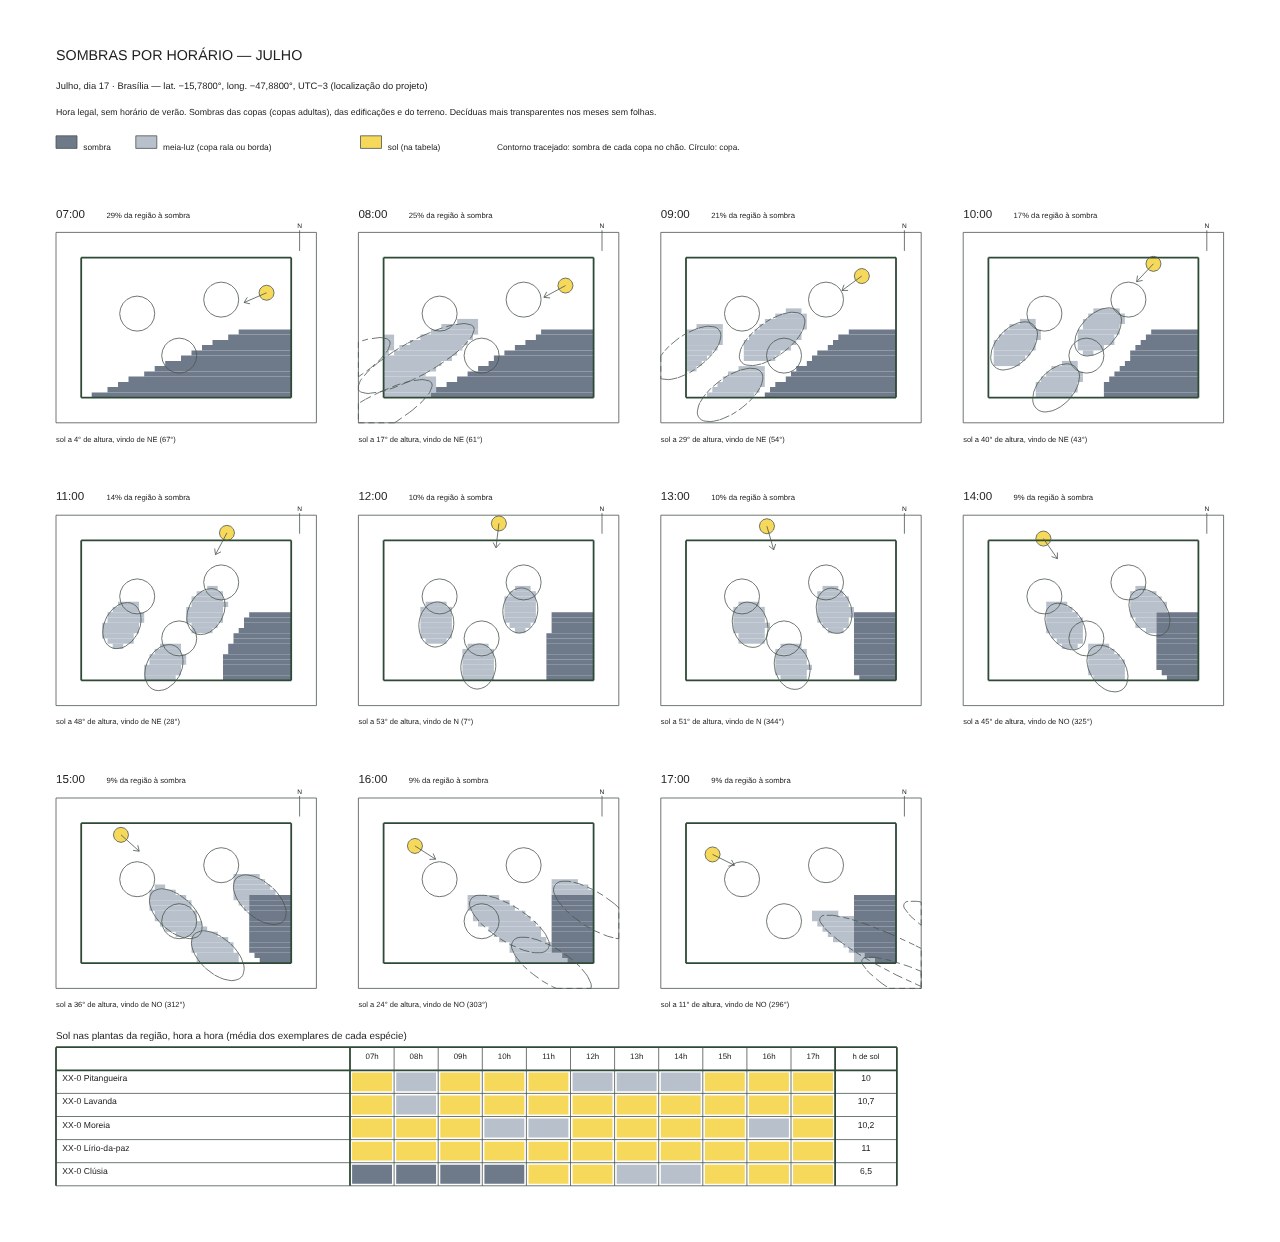 SOMBRAS POR HORÁRIO — JULHO
Julho, dia 17 · Brasília — lat. −15,7800°, long. −47,8800°, UTC−3 (localização do projeto)
Hora legal, sem horário de verão. Sombras das copas (copas adultas), das edificações e do terreno. Decíduas mais transparentes nos meses sem folhas.
sombra meia-luz (copa rala ou borda) sol (na tabela) Contorno tracejado: sombra de cada copa no chão. Círculo: copa.
07:00 29% da região à sombra
N
sol a 4° de altura, vindo de NE (67°)
08:00 25% da região à sombra
N
sol a 17° de altura, vindo de NE (61°)
09:00 21% da região à sombra
N
sol a 29° de altura, vindo de NE (54°)
10:00 17% da região à sombra
N
sol a 40° de altura, vindo de NE (43°)
11:00 14% da região à sombra
N
sol a 48° de altura, vindo de NE (28°)
12:00 10% da região à sombra
N
sol a 53° de altura, vindo de N (7°)
13:00 10% da região à sombra
N
sol a 51° de altura, vindo de N (344°)
14:00 9% da região à sombra
N
sol a 45° de altura, vindo de NO (325°)
15:00 9% da região à sombra
N
sol a 36° de altura, vindo de NO (312°)
16:00 9% da região à sombra
N
sol a 24° de altura, vindo de NO (303°)
17:00 9% da região à sombra
N
sol a 11° de altura, vindo de NO (296°)
Sol nas plantas da região, hora a hora (média dos exemplares de cada espécie)
07h 08h 09h 10h 11h 12h 13h 14h 15h 16h 17h h de sol
XX-0 Pitangueira 10
XX-0 Lavanda 10,7
XX-0 Moreia 10,2
XX-0 Lírio-da-paz 11
XX-0 Clúsia 6,5